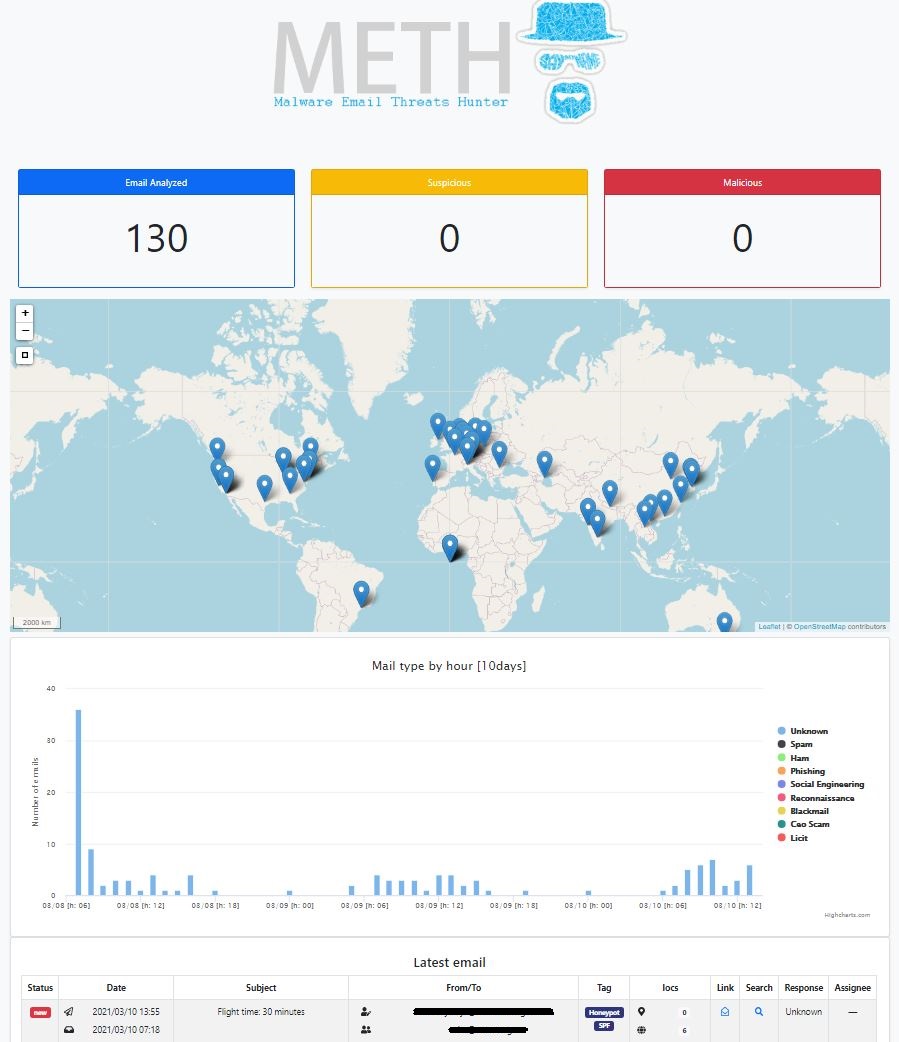 METH
Malware Email Threats Hunter
Email Analyzed
130
Suspicious
0
Malicious
0
+
−
2000 km
Leaflet | © OpenStreetMap contributors
Mail type by hour [10days]
Number of emails
40
30
20
10
0
08/08 [h: 06] 08/08 [h: 12] 08/08 [h: 18] 08/09 [h: 00] 08/09 [h: 06] 08/09 [h: 12] 08/09 [h: 18] 08/10 [h: 00] 08/10 [h: 06] 08/10 [h: 12]
Unknown
Spam
Ham
Phishing
Social Engineering
Reconnaissance
Blackmail
Ceo Scam
Licit
Highcharts.com
Latest email
Status Date Subject From/To Tag Iocs Link Search Response Assignee
new 2021/03/10 13:55 Flight time: 30 minutes Honeypot 0 Unknown —
2021/03/10 07:18 SPF 6